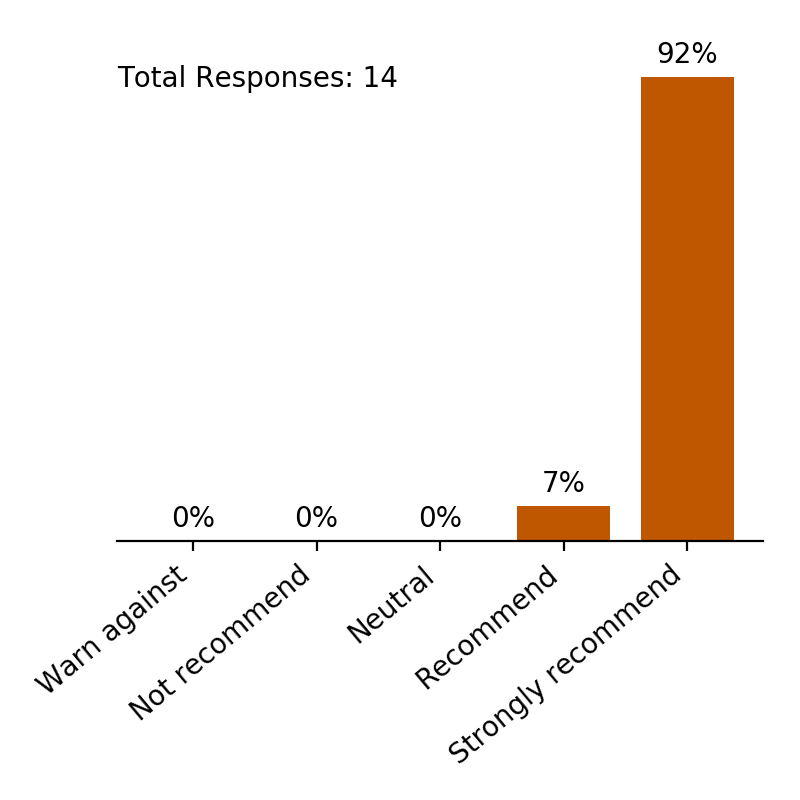 Total Responses: 14
92%
7%
0%
0%
0%
Warn against
Not recommend
Neutral
Recommend
Strongly recommend